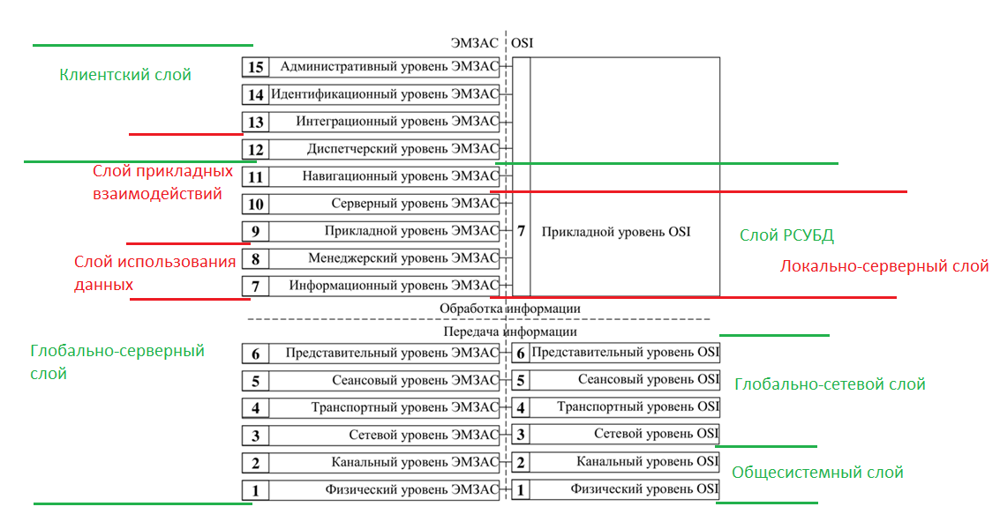 ЭМЗАС OSI
Клиентский слой
15 Административный уровень ЭМЗАС
14 Идентификационный уровень ЭМЗАС
13 Интеграционный уровень ЭМЗАС
12 Диспетчерский уровень ЭМЗАС
Слой прикладных
взаимодействий
11 Навигационный уровень ЭМЗАС
10 Серверный уровень ЭМЗАС
9 Прикладной уровень ЭМЗАС
7 Прикладной уровень OSI
Слой РСУБД
Слой использования
данных
8 Менеджерский уровень ЭМЗАС
Локально-серверный слой
7 Информационный уровень ЭМЗАС
Обработка информации
Передача информации
Глобально-серверный
слой
6 Представительный уровень ЭМЗАС 6 Представительный уровень OSI
5 Сеансовый уровень ЭМЗАС 5 Сеансовый уровень OSI
Глобально-сетевой слой
4 Транспортный уровень ЭМЗАС 4 Транспортный уровень OSI
3 Сетевой уровень ЭМЗАС 3 Сетевой уровень OSI
2 Канальный уровень ЭМЗАС 2 Канальный уровень OSI
Общесистемный слой
1 Физический уровень ЭМЗАС 1 Физический уровень OSI